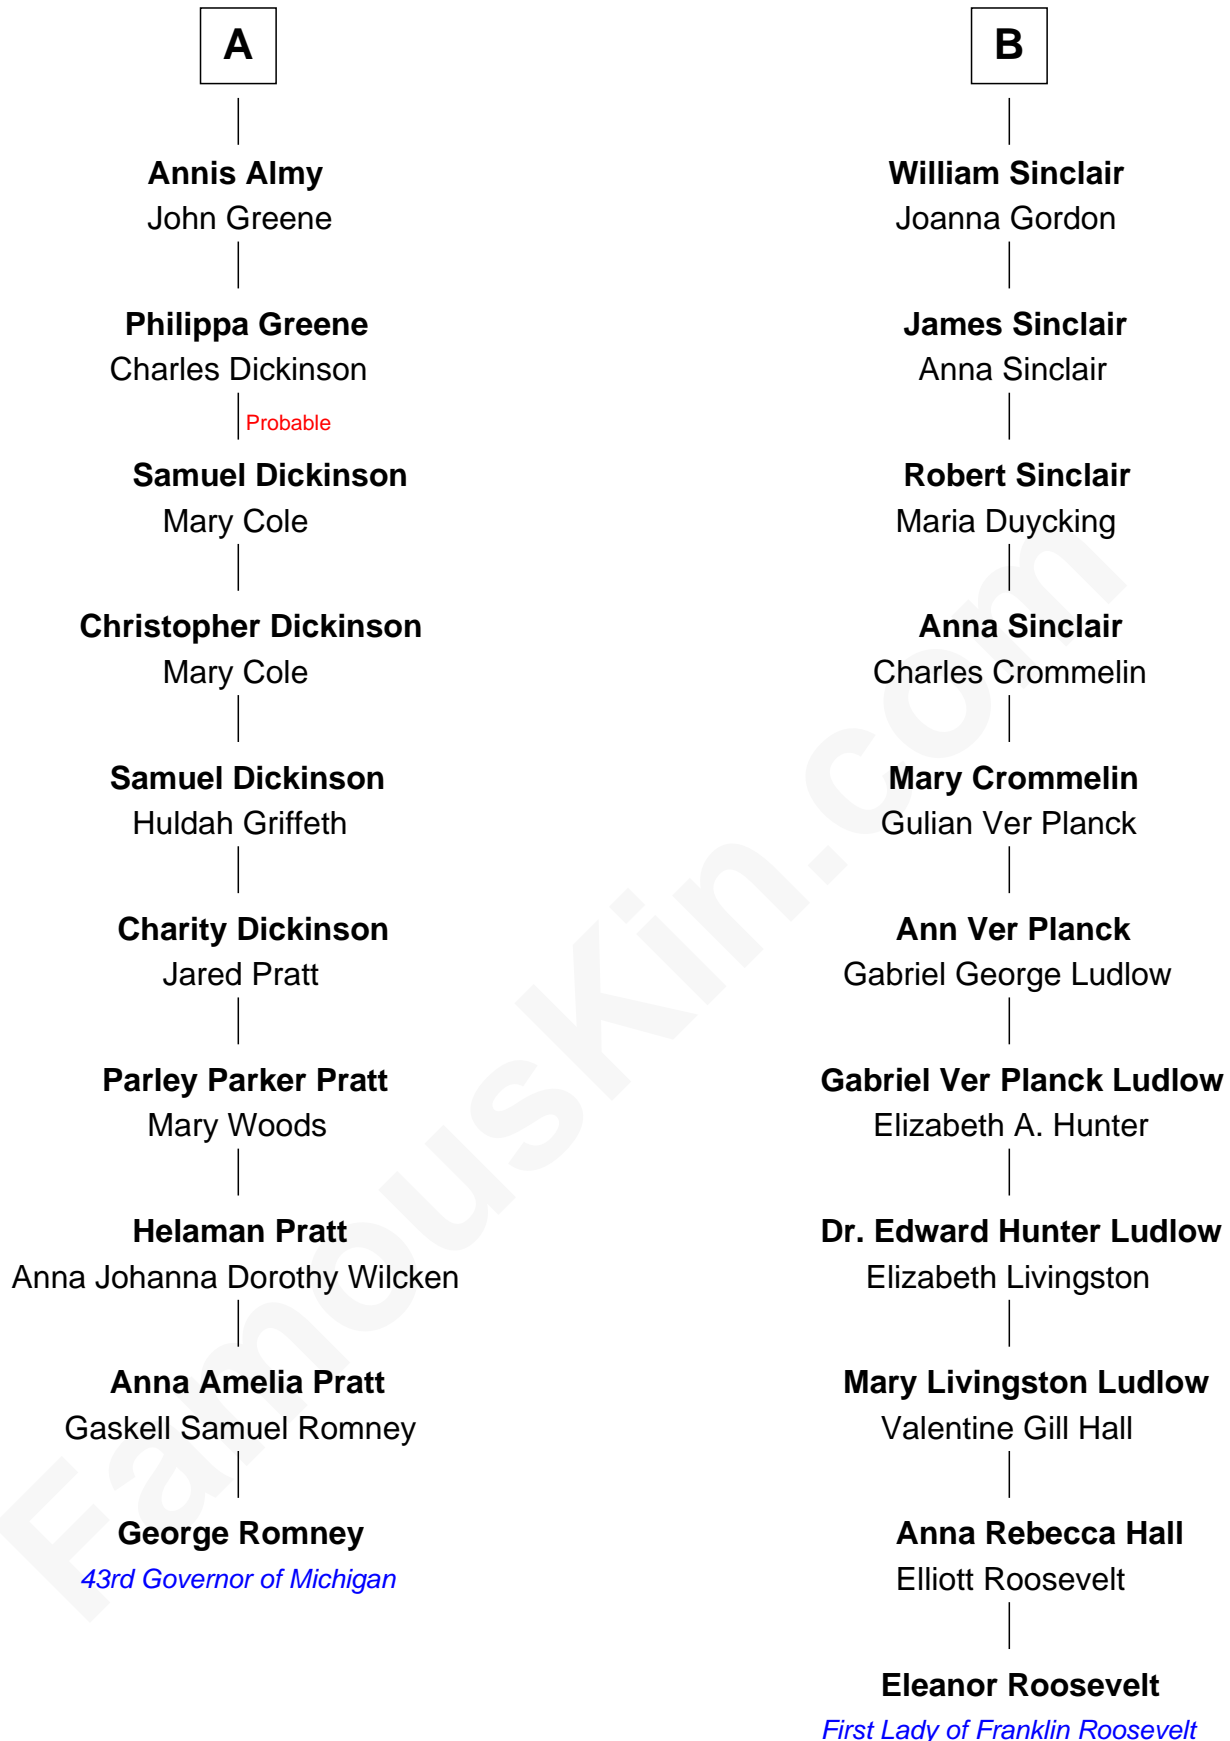 A
Annis Almy
John Greene
Philippa Greene
Charles Dickinson
Probable
Samuel Dickinson
Mary Cole
Christopher Dickinson
Mary Cole
Samuel Dickinson
Huldah Griffeth
Charity Dickinson
Jared Pratt
Parley Parker Pratt
Mary Woods
Helaman Pratt
Anna Johanna Dorothy Wilcken
Anna Amelia Pratt
Gaskell Samuel Romney
George Romney
43rd Governor of Michigan
B
William Sinclair
Joanna Gordon
James Sinclair
Anna Sinclair
Robert Sinclair
Maria Duycking
Anna Sinclair
Charles Crommelin
Mary Crommelin
Gulian Ver Planck
Ann Ver Planck
Gabriel George Ludlow
Gabriel Ver Planck Ludlow
Elizabeth A. Hunter
Dr. Edward Hunter Ludlow
Elizabeth Livingston
Mary Livingston Ludlow
Valentine Gill Hall
Anna Rebecca Hall
Elliott Roosevelt
Eleanor Roosevelt
First Lady of Franklin Roosevelt
FamousKin.com